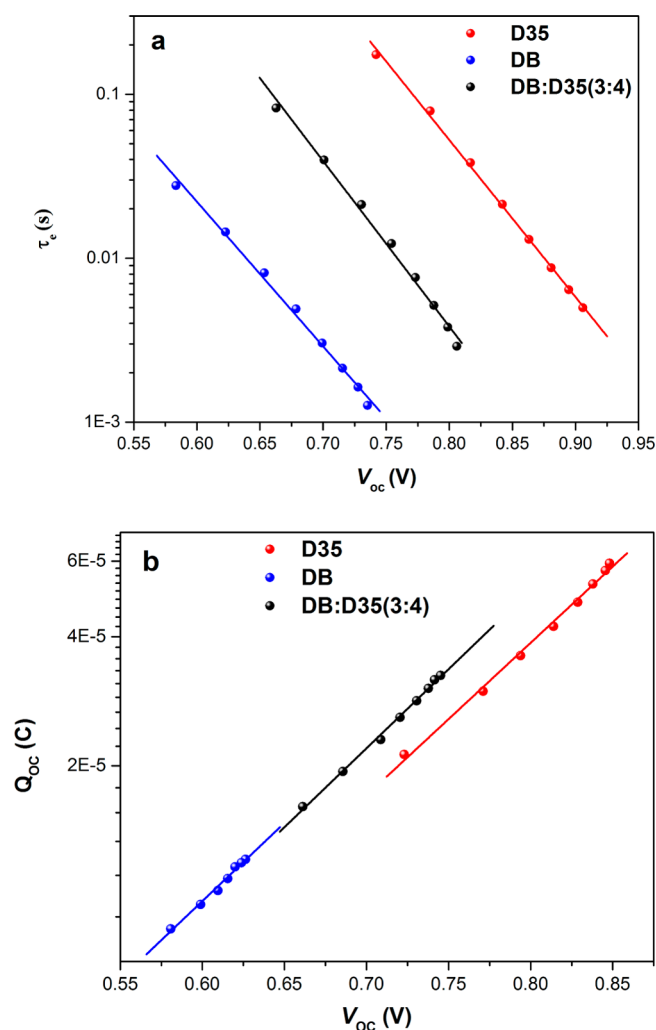 a
D35
DB
DB:D35(3:4)
0.1
0.01
1E-3
τe (s)
0.55 0.60 0.65 0.70 0.75 0.80 0.85 0.90 0.95
Voc (V)
b
D35
DB
DB:D35(3:4)
6E-5
4E-5
2E-5
QOC (C)
0.55 0.60 0.65 0.70 0.75 0.80 0.85
VOC (V)